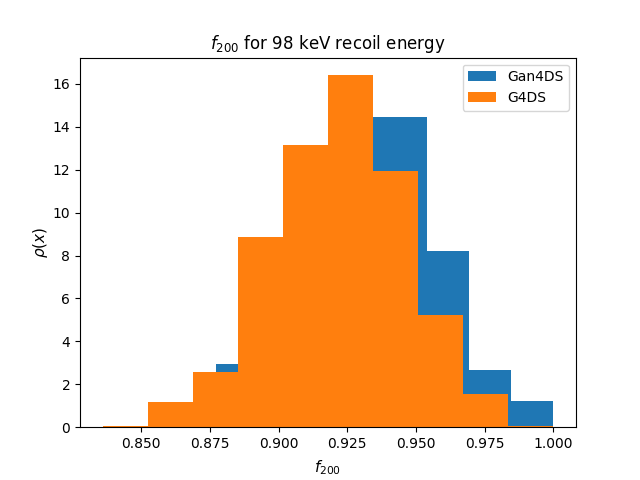 f₂₀₀ for 98 keV recoil energy
Gan4DS
G4DS
ρ(x)
16
14
12
10
8
6
4
2
0
0.850 0.875 0.900 0.925 0.950 0.975 1.000
f₂₀₀